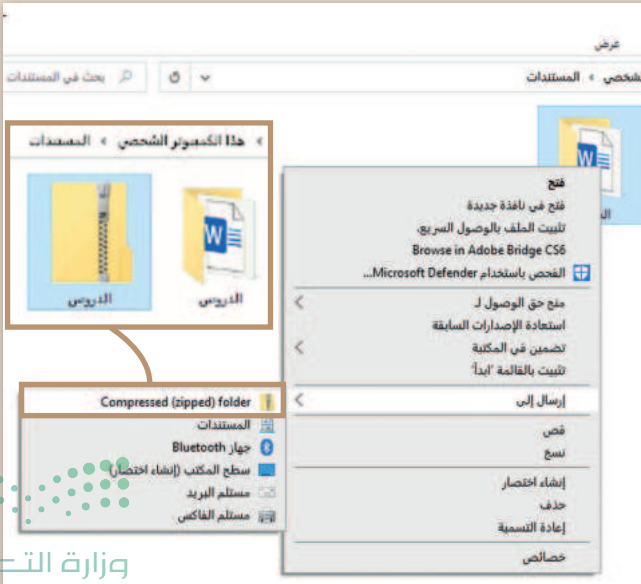 عرض
المستندات
بحث في المستندات
هذا الكمبيوتر الشخصي › المستندات
الدروس
الدروس
فتح
فتح في نافذة جديدة
تثبيت الملف بالوصول السريع.
Browse in Adobe Bridge CS6
الفحص باستخدام Microsoft Defender...
منح حق الوصول لـ
استعادة الإصدارات السابقة
تضمين في المكتبة
تثبيت بالقائمة 'ابدأ'
إرسال إلى
قص
نسخ
إنشاء اختصار
حذف
إعادة التسمية
خصائص
Compressed (zipped) folder
المستندات
جهاز Bluetooth
سطح المكتب (إنشاء اختصار)
مستلم البريد
مستلم الفاكس
وزارة التـ